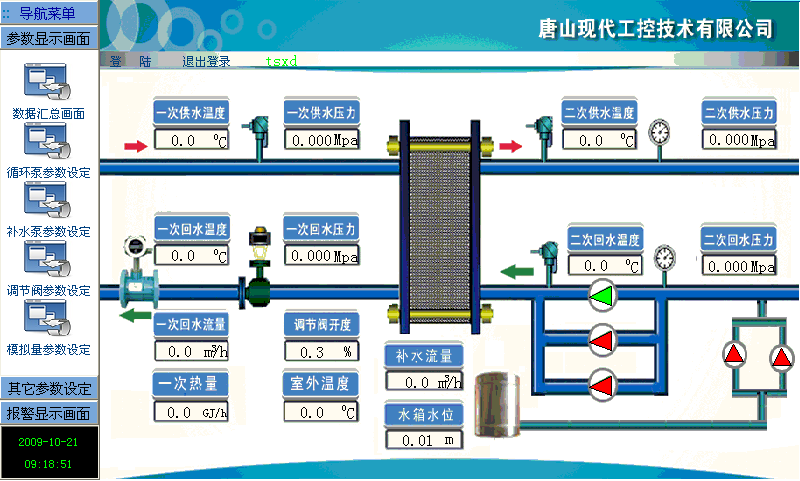 导航菜单
参数显示画面
数据汇总画面
循环泵参数设定
补水泵参数设定
调节阀参数设定
模拟量参数设定
其它参数设定
报警显示画面
2009-10-21
09:18:51
唐山现代工控技术有限公司
登 陆 退出登录 tsxd
一次供水温度
0.0 ℃
一次供水压力
0.000Mpa
二次供水温度
0.0 ℃
二次供水压力
0.000Mpa
一次回水温度
0.0 ℃
一次回水压力
0.000Mpa
二次回水温度
0.0 ℃
二次回水压力
0.000Mpa
一次回水流量
0.0 m³/h
调节阀开度
0.3 %
补水流量
0.0 m³/h
一次热量
0.0 GJ/h
室外温度
0.0 ℃
水箱水位
0.01 m